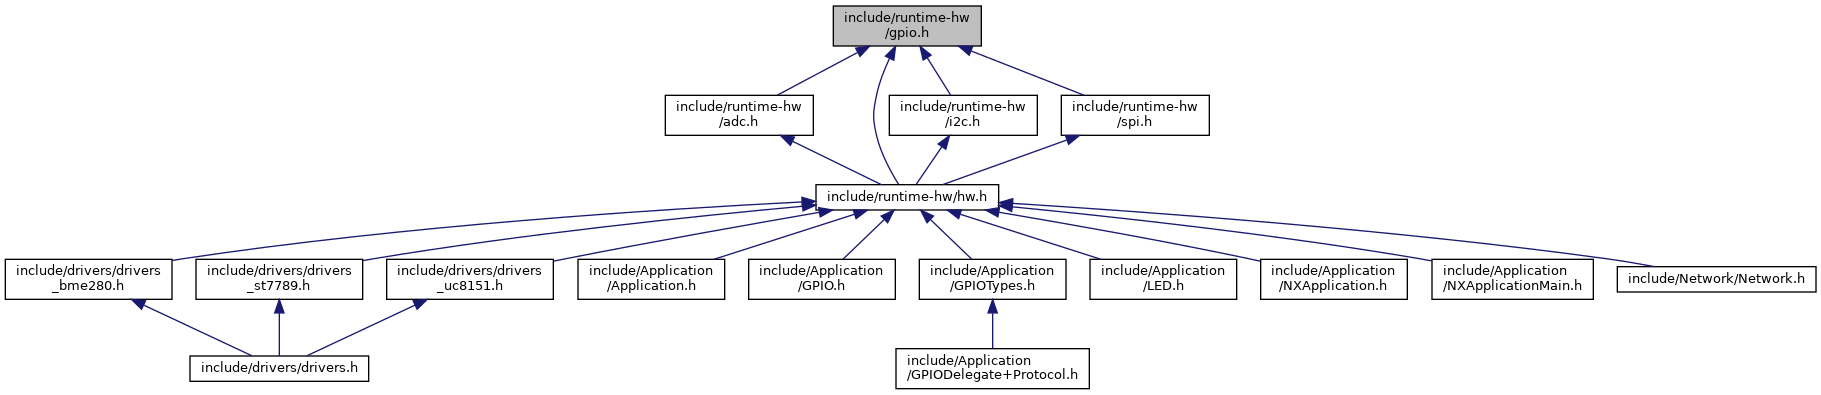 include/runtime-hw
/gpio.h
include/runtime-hw
/adc.h
include/runtime-hw
/i2c.h
include/runtime-hw
/spi.h
include/runtime-hw/hw.h
include/drivers/drivers
_bme280.h
include/drivers/drivers
_st7789.h
include/drivers/drivers
_uc8151.h
include/Application
/Application.h
include/Application
/GPIO.h
include/Application
/GPIOTypes.h
include/Application
/LED.h
include/Application
/NXApplication.h
include/Application
/NXApplicationMain.h
include/Network/Network.h
include/drivers/drivers.h
include/Application
/GPIODelegate+Protocol.h